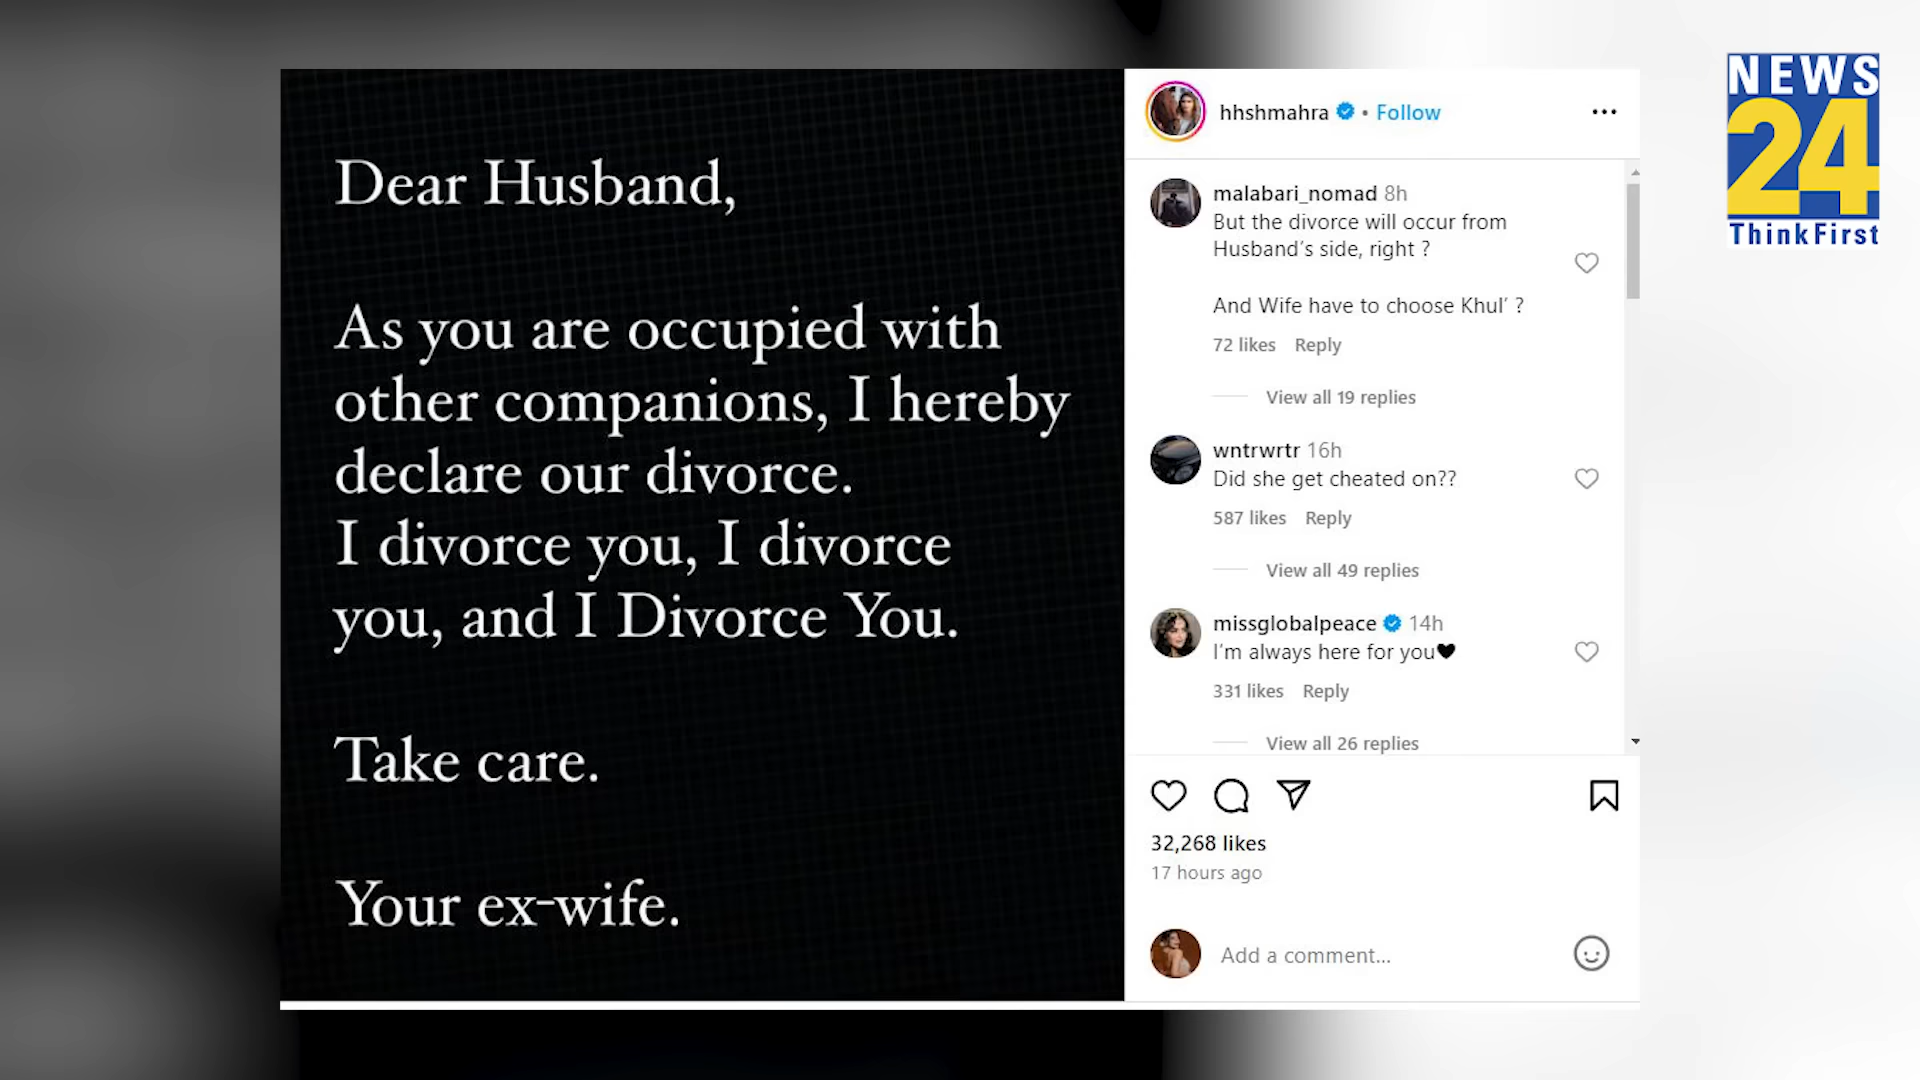 Dear Husband,
As you are occupied with
other companions, I hereby
declare our divorce.
I divorce you, I divorce
you, and I Divorce You.
Take care.
Your ex-wife.
hhshmahra • Follow
malabari_nomad 8h
But the divorce will occur from
Husband's side, right ?
And Wife have to choose Khul' ?
72 likes Reply
View all 19 replies
wntrwrtr 16h
Did she get cheated on??
587 likes Reply
View all 49 replies
missglobalpeace 14h
I'm always here for you🖤
331 likes Reply
View all 26 replies
32,268 likes
17 hours ago
Add a comment...
NEWS
24
ThinkFirst